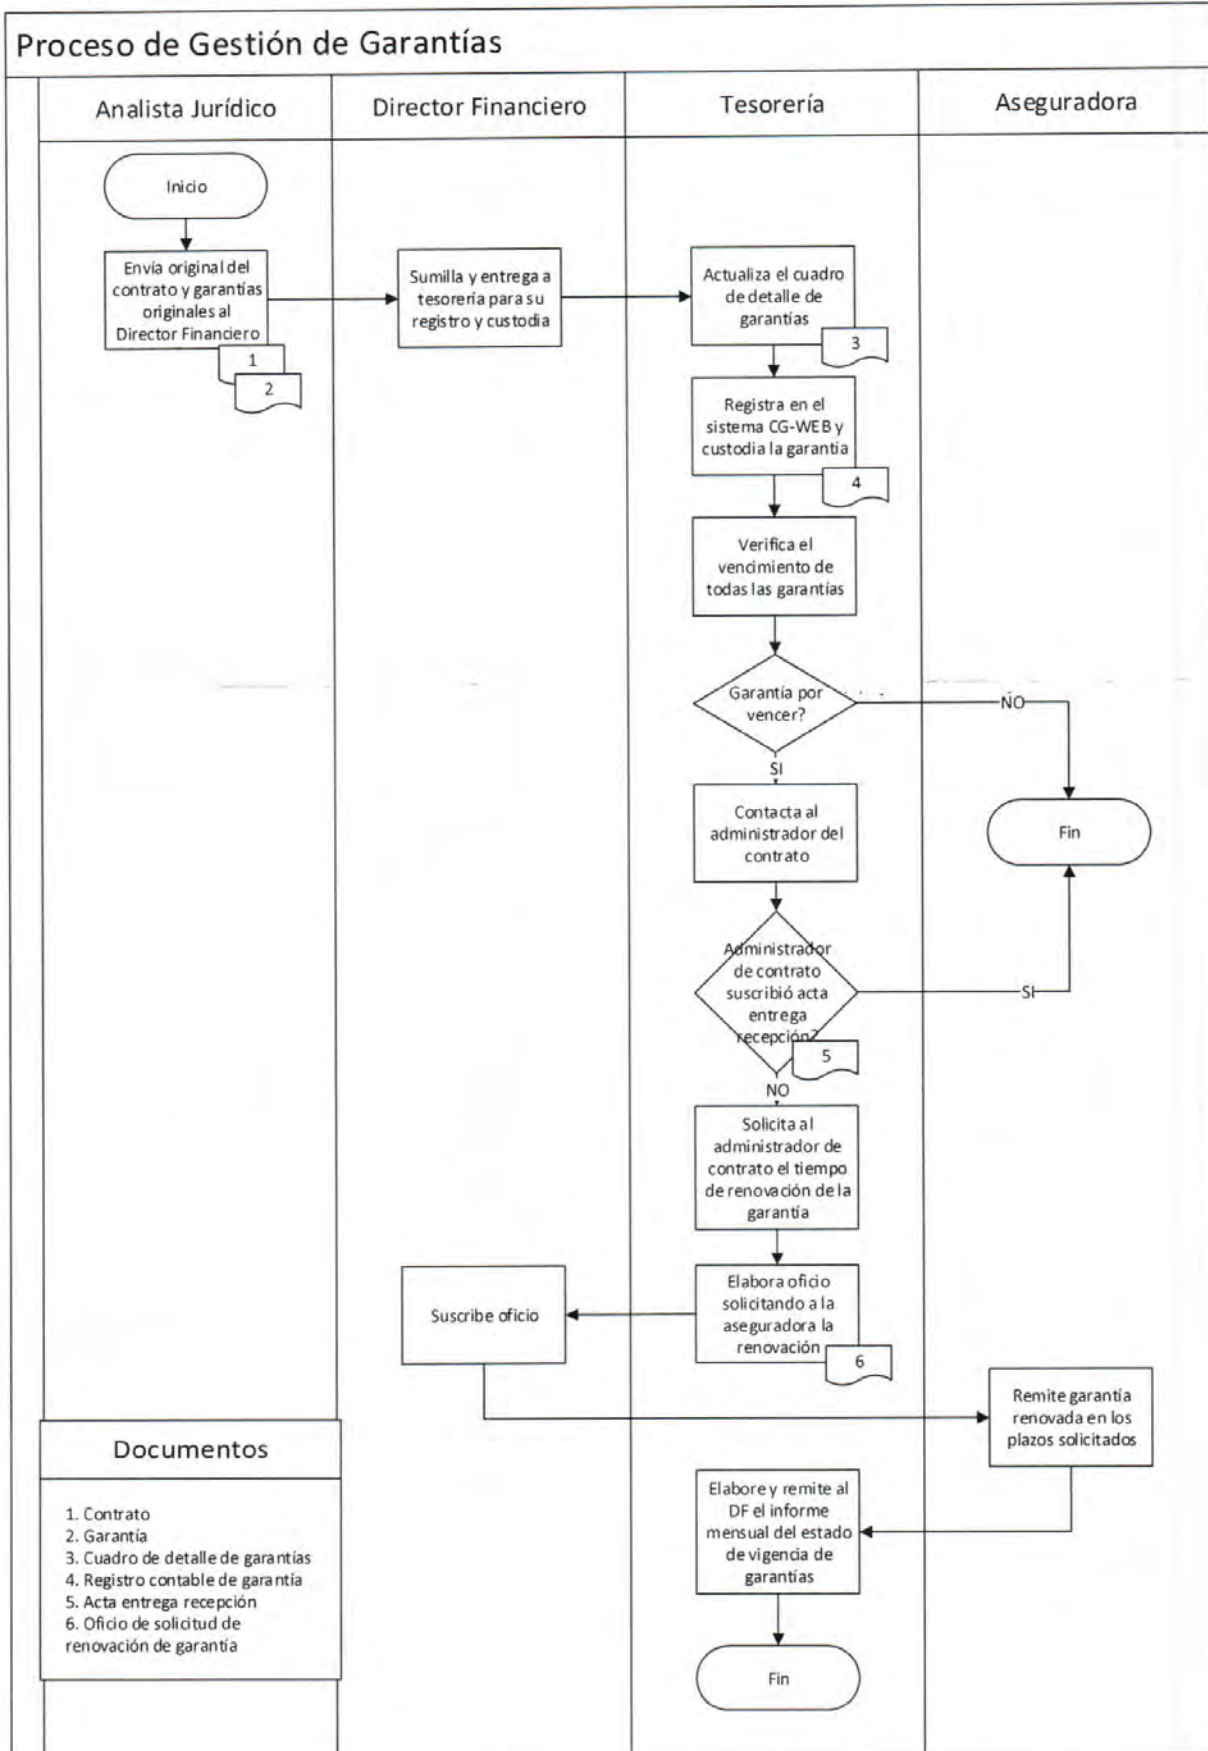 Proceso de Gestión de Garantías
Analista Jurídico
Director Financiero
Tesorería
Aseguradora
Inicio
Envía original del
contrato y garantías
originales al
Director Financiero
1
2
Sumilla y entrega a
tesorería para su
registro y custodia
Actualiza el cuadro
de detalle de
garantías
3
Registra en el
sistema CG-WEB y
custodia la garantía
4
Verifica el
vencimiento de
todas las garantías
Garantía por
vencer?
NO
SI
Contacta al
administrador del
contrato
Fin
Administrador
de contrato
suscribió acta
entrega
recepción?
5
SI
NO
Solicita al
administrador de
contrato el tiempo
de renovación de la
garantía
Elabora oficio
solicitando a la
aseguradora la
renovación
6
Suscribe oficio
Remite garantía
renovada en los
plazos solicitados
Elabore y remite al
DF el informe
mensual del estado
de vigencia de
garantías
Fin
Documentos
1. Contrato
2. Garantía
3. Cuadro de detalle de garantías
4. Registro contable de garantía
5. Acta entrega recepción
6. Oficio de solicitud de
renovación de garantía